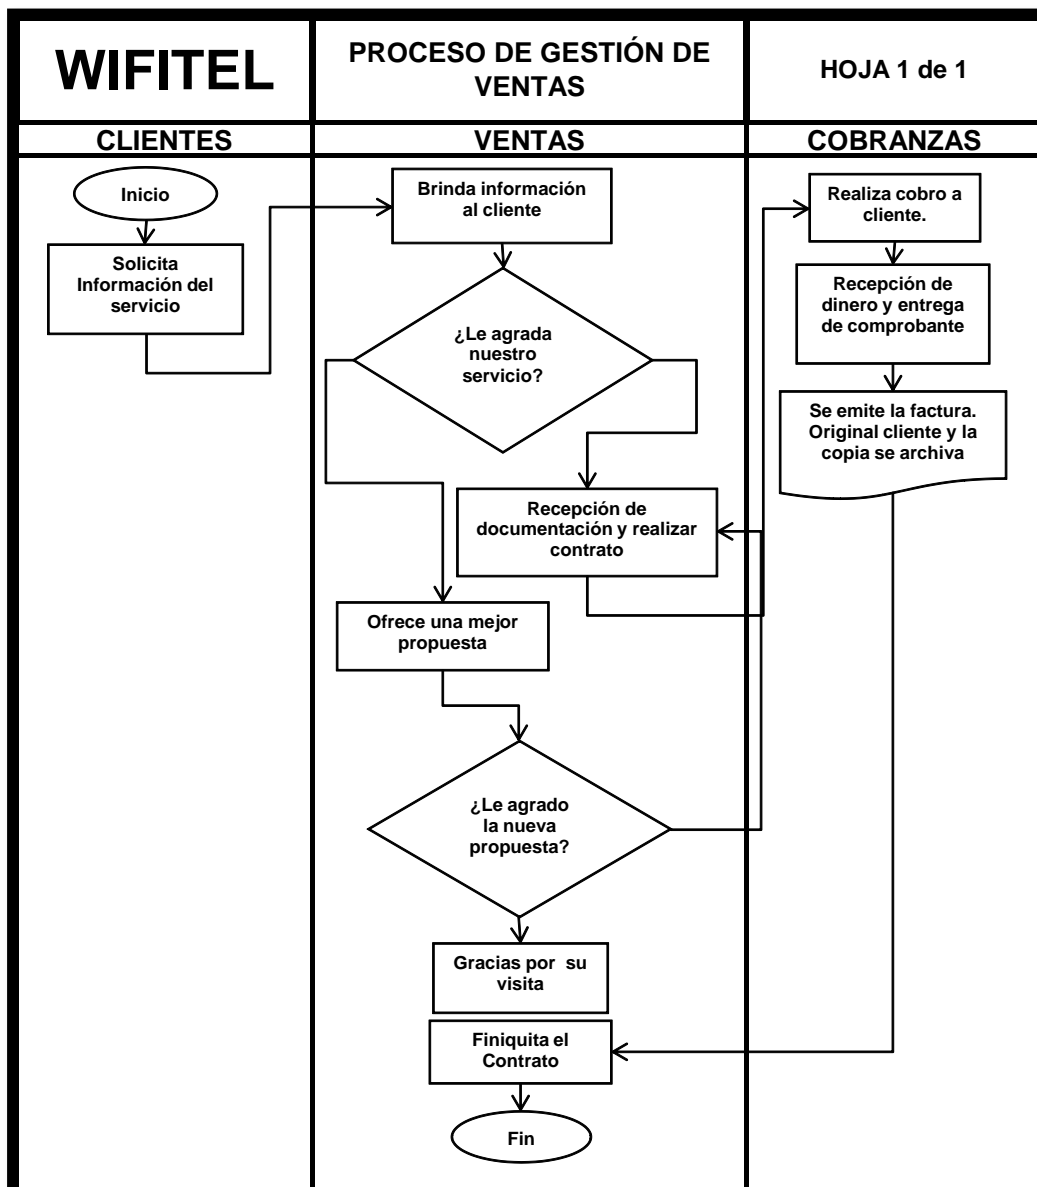 WIFITEL
PROCESO DE GESTIÓN DE
VENTAS
HOJA 1 de 1
CLIENTES
VENTAS
COBRANZAS
Inicio
Solicita
Información del
servicio
Brinda información
al cliente
¿Le agrada
nuestro
servicio?
Recepción de
documentación y realizar
contrato
Ofrece una mejor
propuesta
¿Le agrado
la nueva
propuesta?
Gracias por su
visita
Finiquita el
Contrato
Fin
Realiza cobro a
cliente.
Recepción de
dinero y entrega
de comprobante
Se emite la factura.
Original cliente y la
copia se archiva